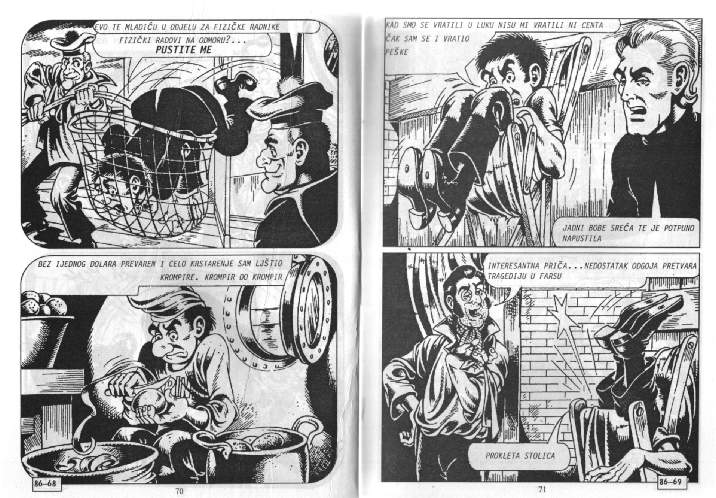 EVO TE MLADIĆU U ODJELU ZA FIZIČKE RADNIKE
FIZIČKI RADOVI NA ODMORU?...
PUSTITE ME
BEZ IJEDNOG DOLARA PREVAREN I CELO KRSTARENJE SAM LJŠTIO
KROMPIRE. KROMPIR DO KROMPIR
86-68
70
KAD SMO SE VRATILI U LUKU NISU MI VRATILI NI CENTA
ČAK SAM SE I VRATIO
PEŠKE
JADNI BOBE SREĆA TE JE POTPUNO
NAPUSTILA
INTERESANTNA PRIČA...NEDOSTATAK ODGOJA PRETVARA
TRAGEDIJU U FARSU
PROKLETA STOLICA
71
86-69